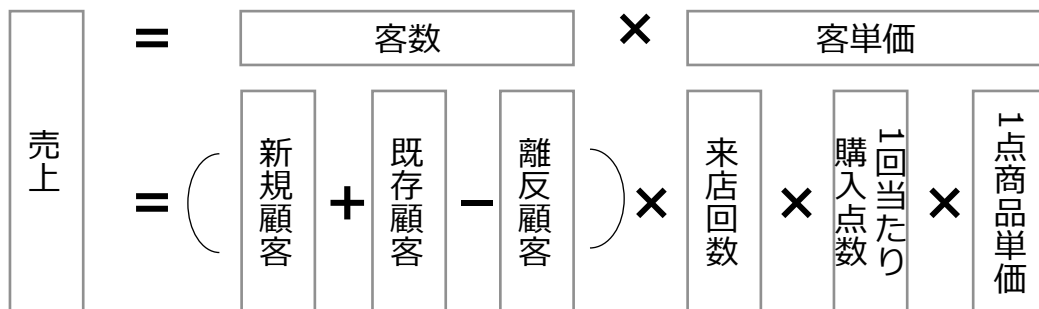 売上
＝ 客数 × 客単価
＝ ( 新規顧客 ＋ 既存顧客 － 離反顧客 ) × 来店回数 × 1回当たり購入点数 × 1点商品単価